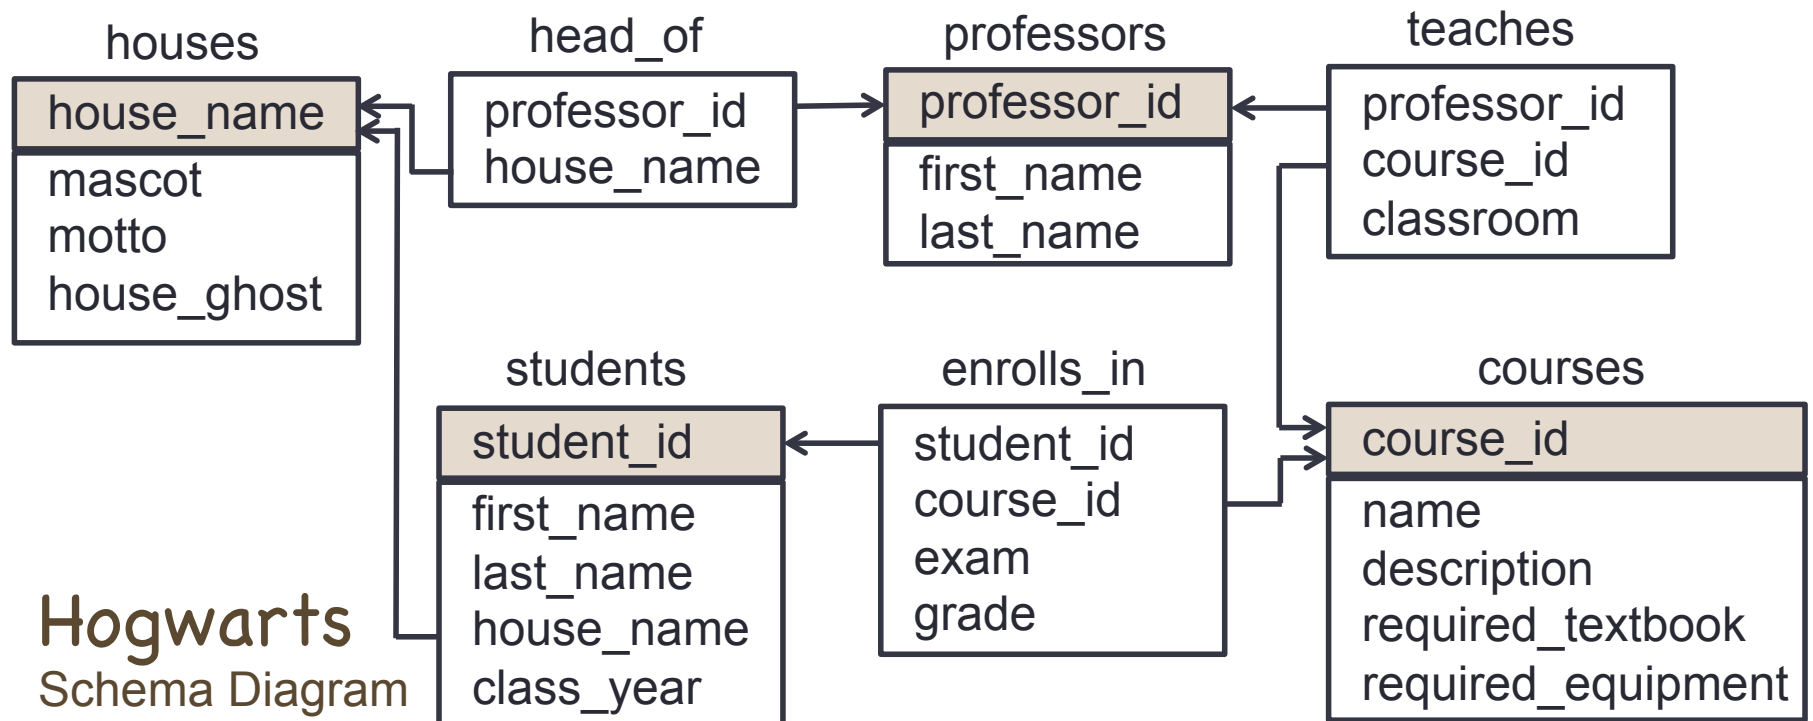 houses
house_name
mascot
motto
house_ghost
head_of
professor_id
house_name
professors
professor_id
first_name
last_name
teaches
professor_id
course_id
classroom
students
student_id
first_name
last_name
house_name
class_year
enrolls_in
student_id
course_id
exam
grade
courses
course_id
name
description
required_textbook
required_equipment
Hogwarts
Schema Diagram